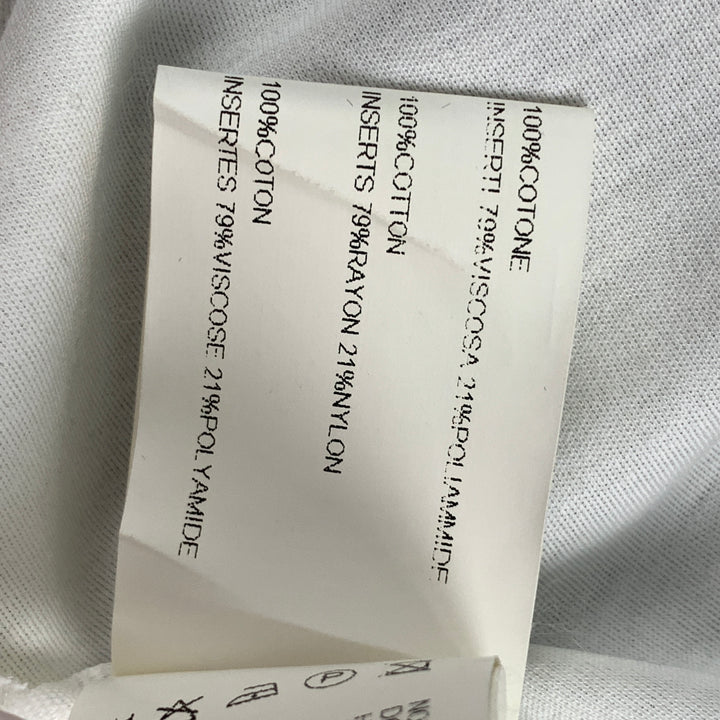 100%COTONE
INSERTI 79%VISCOSA 21%POLIAMMIDE
100%COTTON
INSERTS 79%RAYON 21%NYLON
100%COTON
INSERTES 79%VISCOSE 21%POLYAMIDE
P